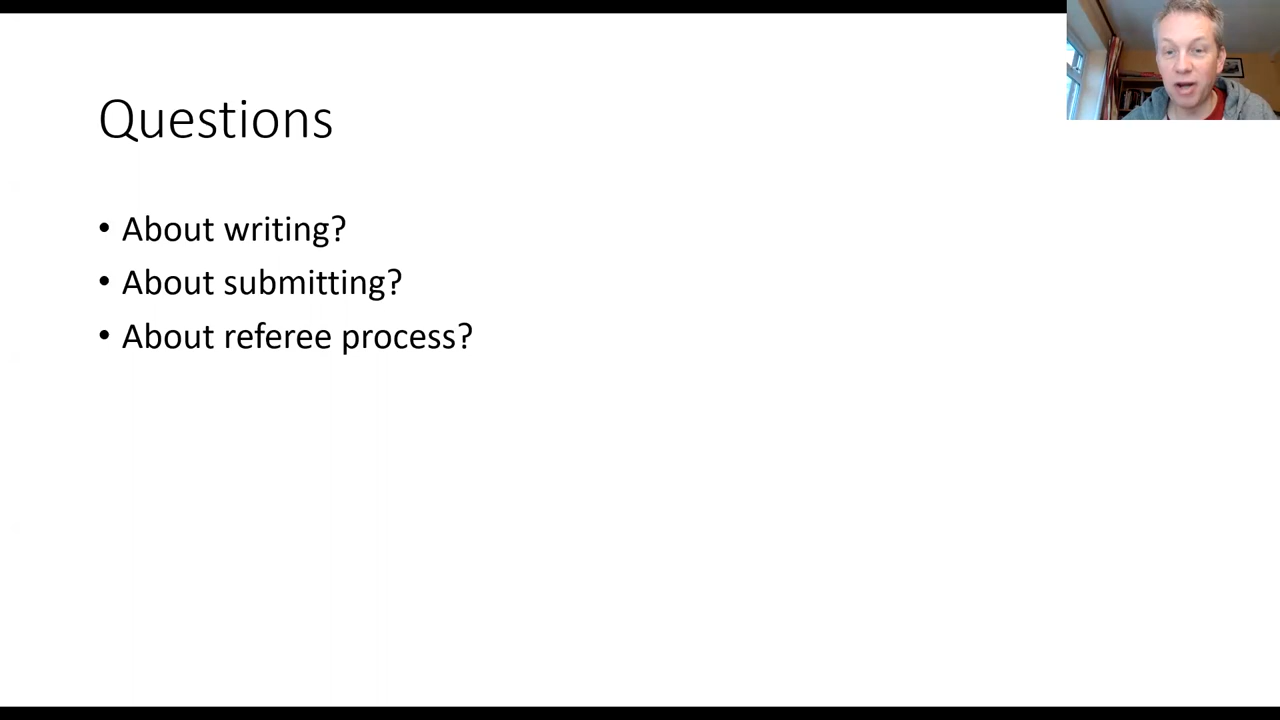 Questions
• About writing?
• About submitting?
• About referee process?